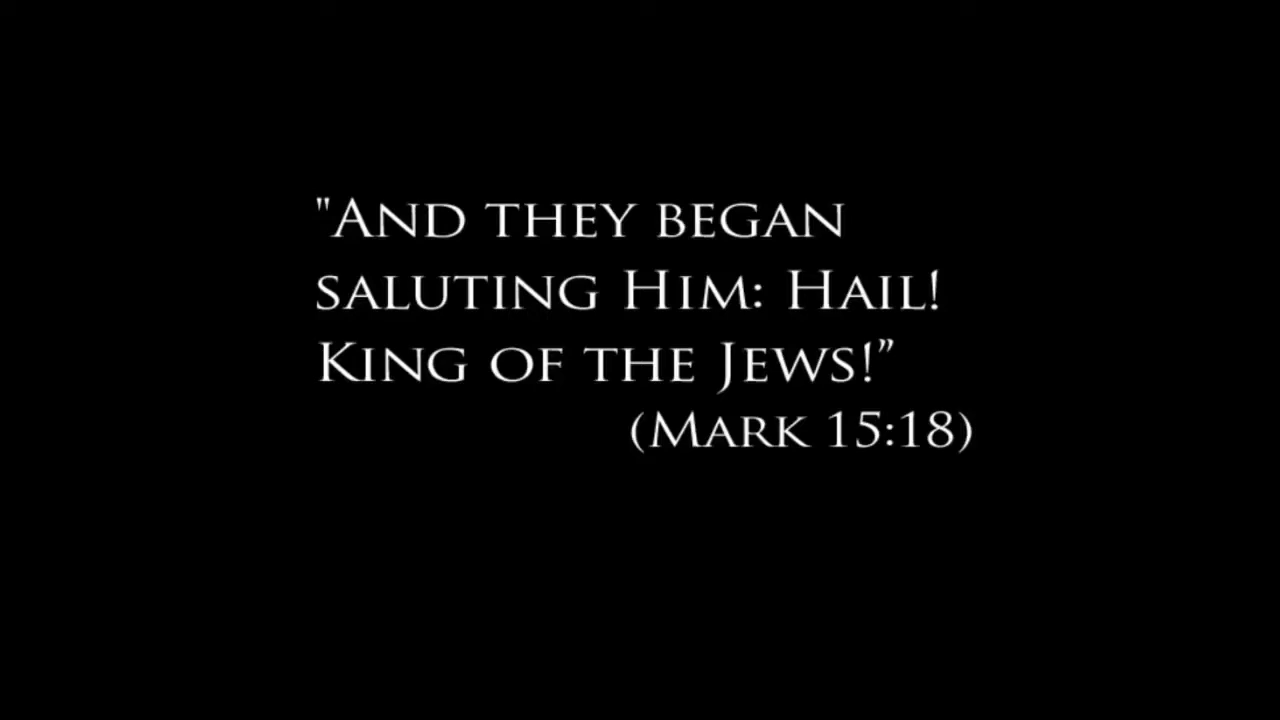 "And they began
saluting Him: Hail!
King of the Jews!”
(Mark 15:18)